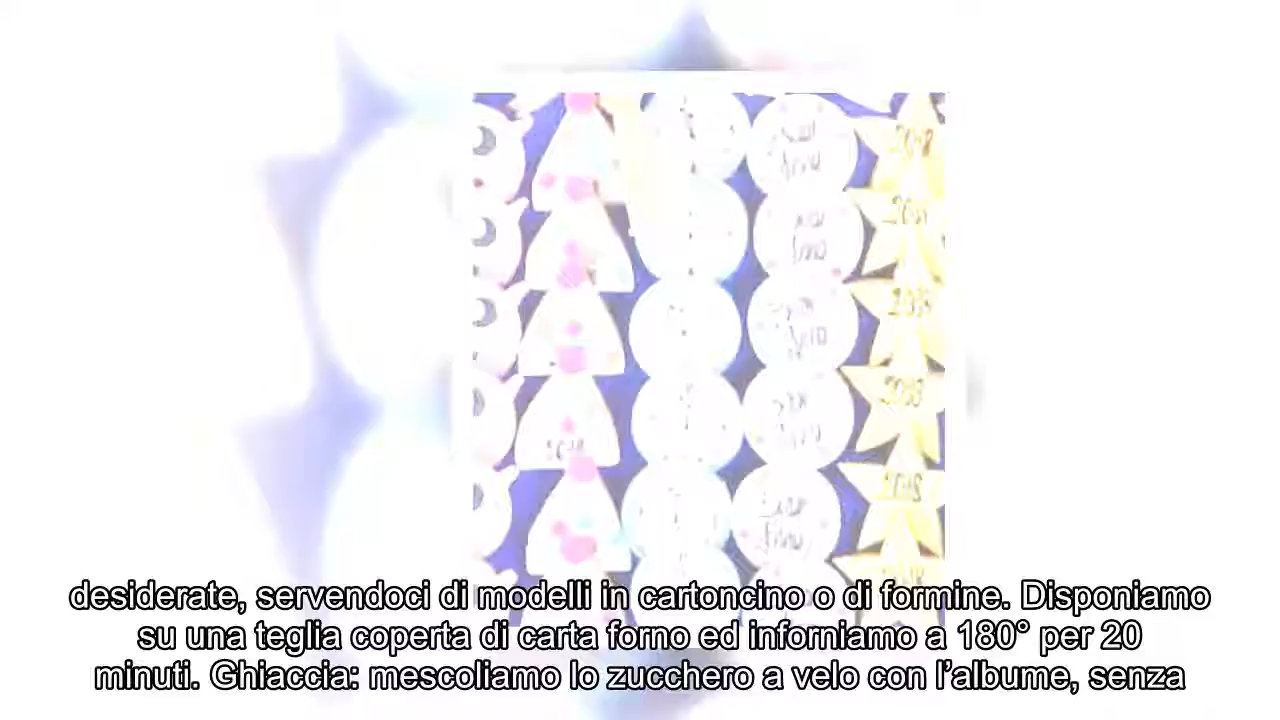 2018
desiderate, servendoci di modelli in cartoncino o di formine. Disponiamo
su una teglia coperta di carta forno ed inforniamo a 180° per 20
minuti. Ghiaccia: mescoliamo lo zucchero a velo con l’albume, senza